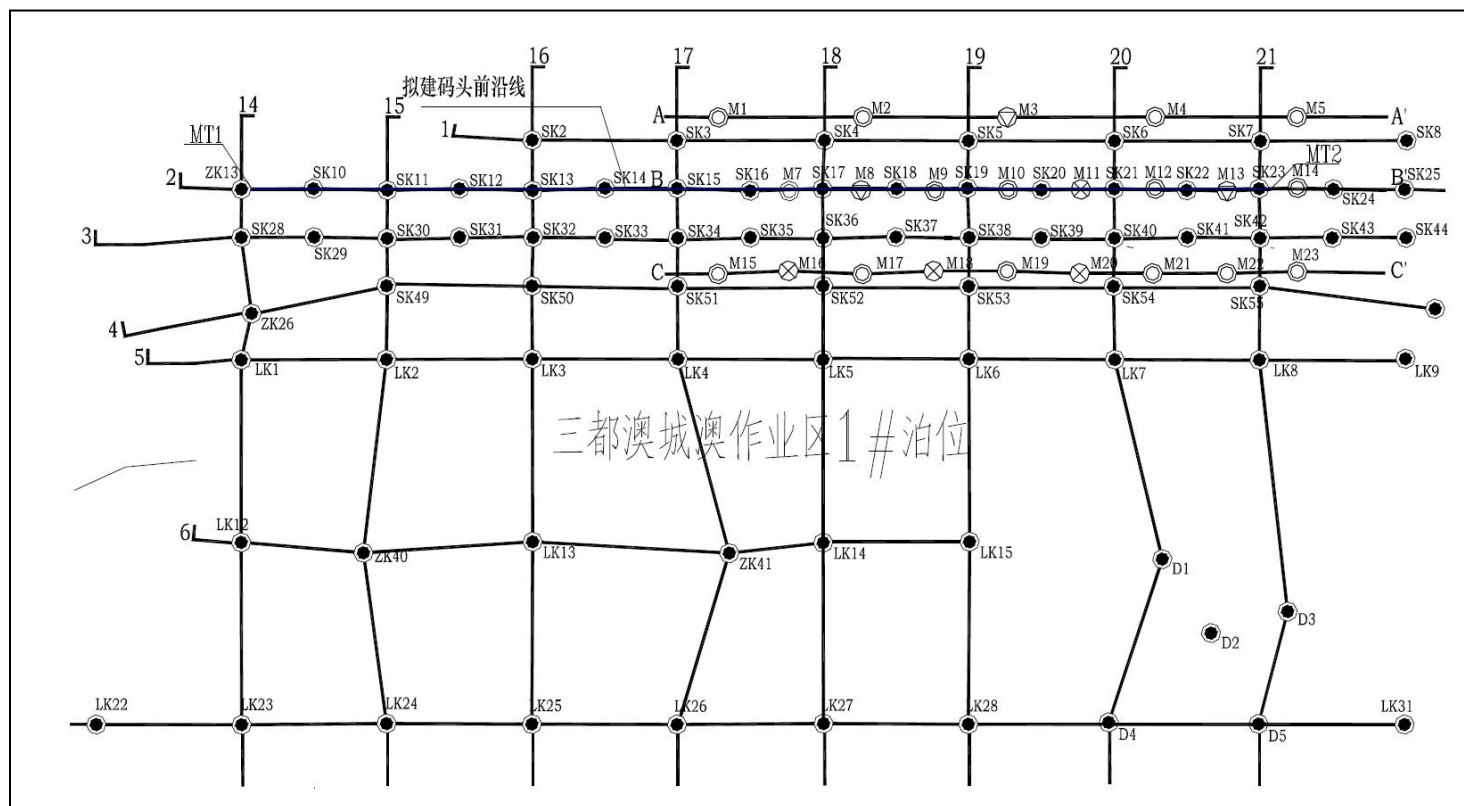 16 17 18 19 20 21
14 15
拟建码头前沿线
A M1 M2 M3 M4 M5 A'
MT1
1 SK2 SK3 SK4 SK5 SK6 SK7 SK8
MT2
2 ZK13 SK10 SK11 SK12 SK13 SK14 B SK15 SK16 M7 SK17 M8 SK18 M9 SK19 M10 SK20 M11 SK21 M12 SK22 M13 SK23 M14 SK24 B' SK25
3 SK28 SK29 SK30 SK31 SK32 SK33 SK34 SK35 SK36 SK37 SK38 SK39 SK40 SK41 SK42 SK43 SK44
C M15 M16 M17 M18 M19 M20 M21 M22 M23 C'
4 ZK26 SK49 SK50 SK51 SK52 SK53 SK54 SK55
5 LK1 LK2 LK3 LK4 LK5 LK6 LK7 LK8 LK9
三都澳城澳作业区1#泊位
6 LK12 ZK40 LK13 ZK41 LK14 LK15
D1
D3
D2
LK22 LK23 LK24 LK25 LK26 LK27 LK28 D4 D5 LK31